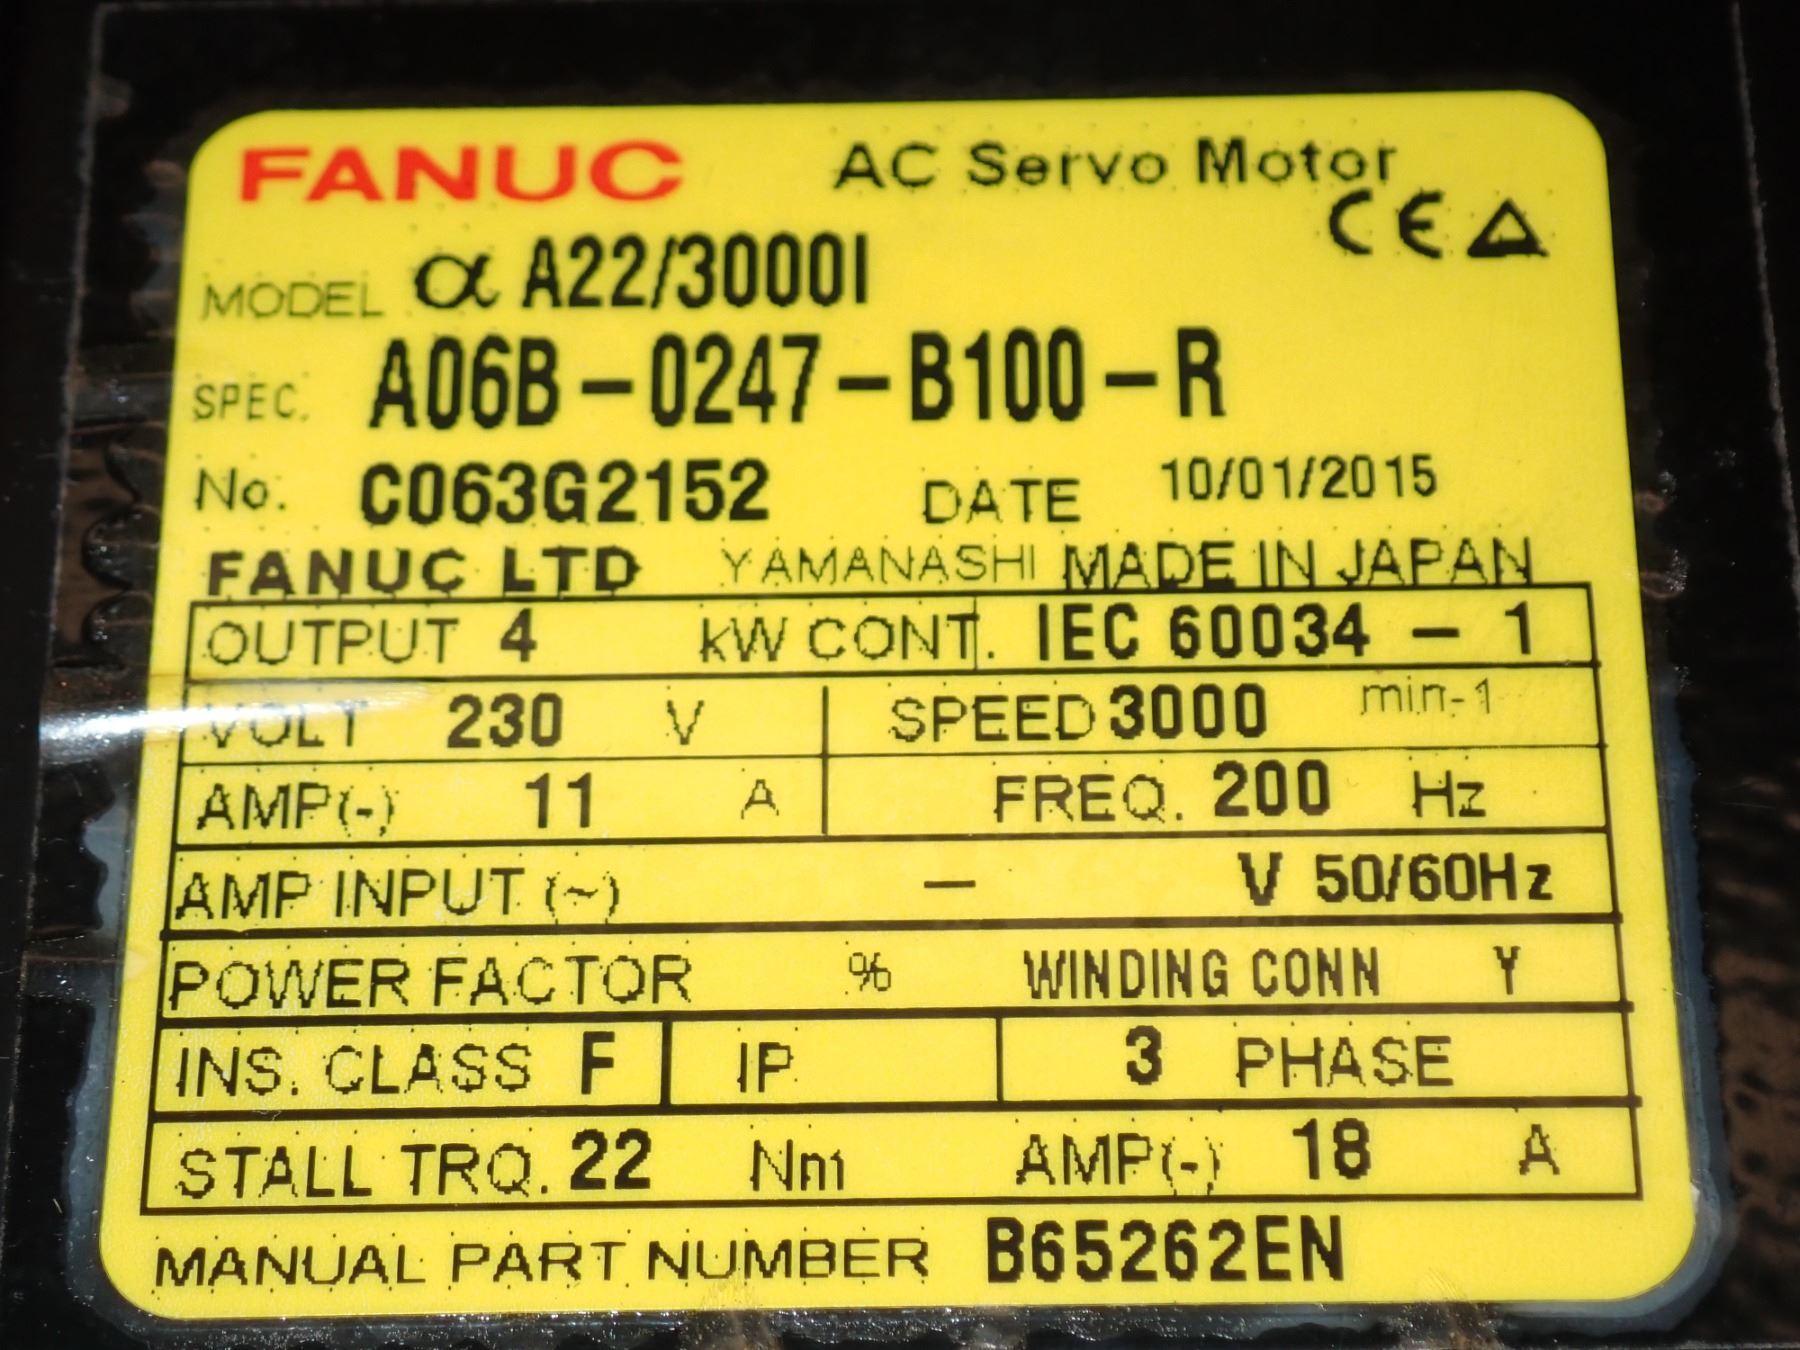 FANUC AC Servo Motor
CE
MODEL α A22/3000I
SPEC. A06B-0247-B100-R
No. C063G2152 DATE 10/01/2015
FANUC LTD YAMANASHI MADE IN JAPAN
OUTPUT 4 kW CONT. IEC 60034-1
VOLT 230 V SPEED 3000 min-1
AMP(-) 11 A FREQ. 200 Hz
AMP INPUT (~) — V 50/60Hz
POWER FACTOR % WINDING CONN Y
INS. CLASS F IP 3 PHASE
STALL TRQ. 22 Nm AMP(-) 18 A
MANUAL PART NUMBER B65262EN